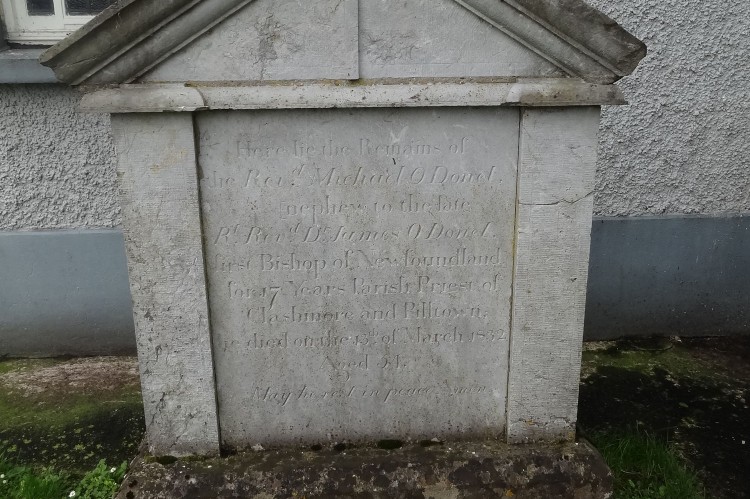 Here lie the Remains of
the Revd. Michael O,Donel,
nephew to the late
Rt. Revd. Dr. James O,Donel,
first Bishop of Newfoundland
for 17 Years Parish Priest of
Clashmore and Pilltown,
he died on the 13th of March 1832
Aged
May he rest in peace Amen